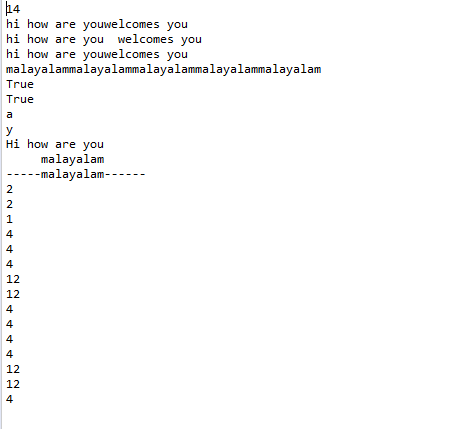 14
hi how are youwelcomes you
hi how are you  welcomes you
hi how are youwelcomes you
malayalammalayalammalayalammalayalammalayalam
True
True
a
y
Hi how are you
     malayalam
-----malayalam------
2
2
1
4
4
4
12
12
4
4
4
4
12
12
4